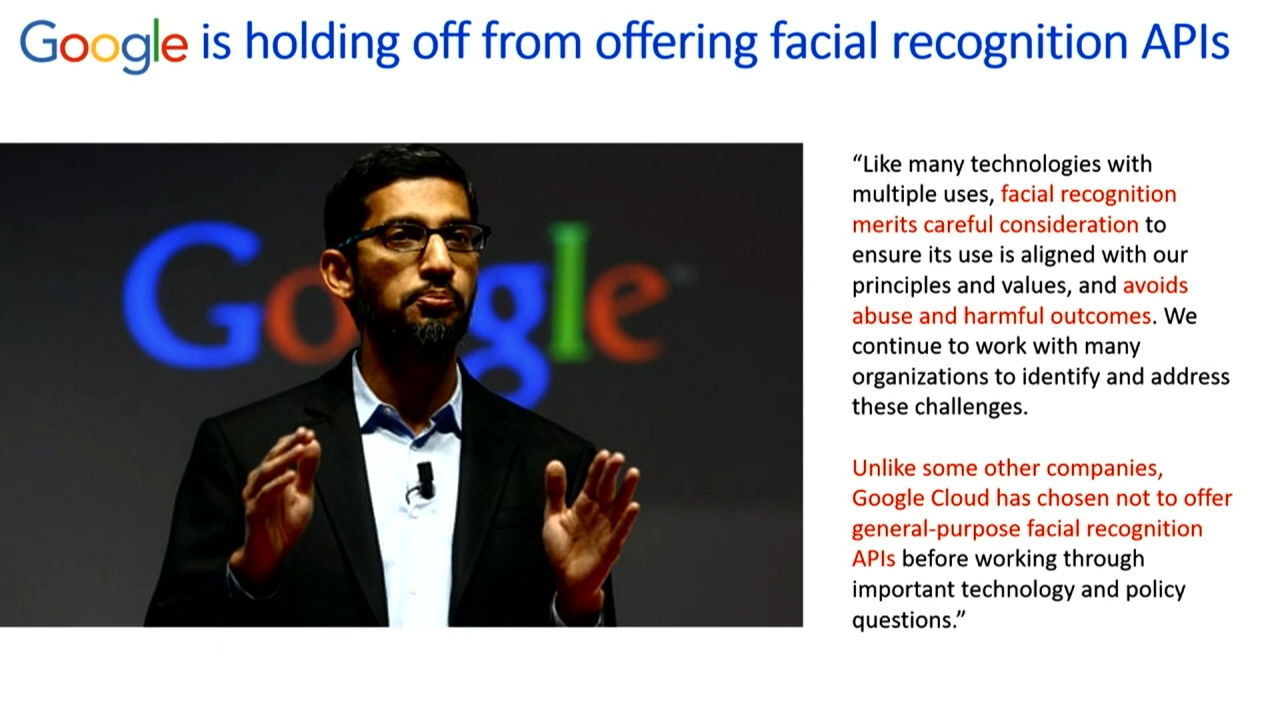 Google is holding off from offering facial recognition APIs
Google
“Like many technologies with
multiple uses, facial recognition
merits careful consideration to
ensure its use is aligned with our
principles and values, and avoids
abuse and harmful outcomes. We
continue to work with many
organizations to identify and address
these challenges.
Unlike some other companies,
Google Cloud has chosen not to offer
general-purpose facial recognition
APIs before working through
important technology and policy
questions.”